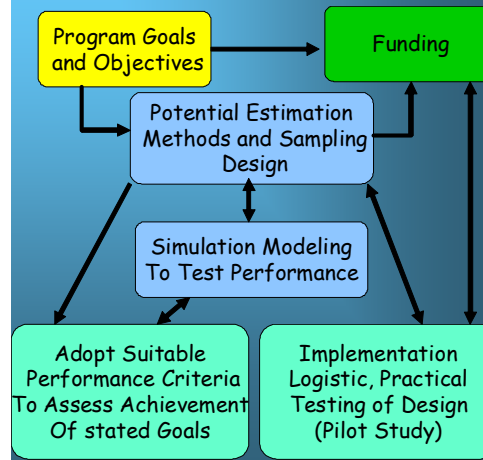 Program Goals
and Objectives
Funding
Potential Estimation
Methods and Sampling
Design
Simulation Modeling
To Test Performance
Adopt Suitable
Performance Criteria
To Assess Achievement
Of stated Goals
Implementation
Logistic, Practical
Testing of Design
(Pilot Study)